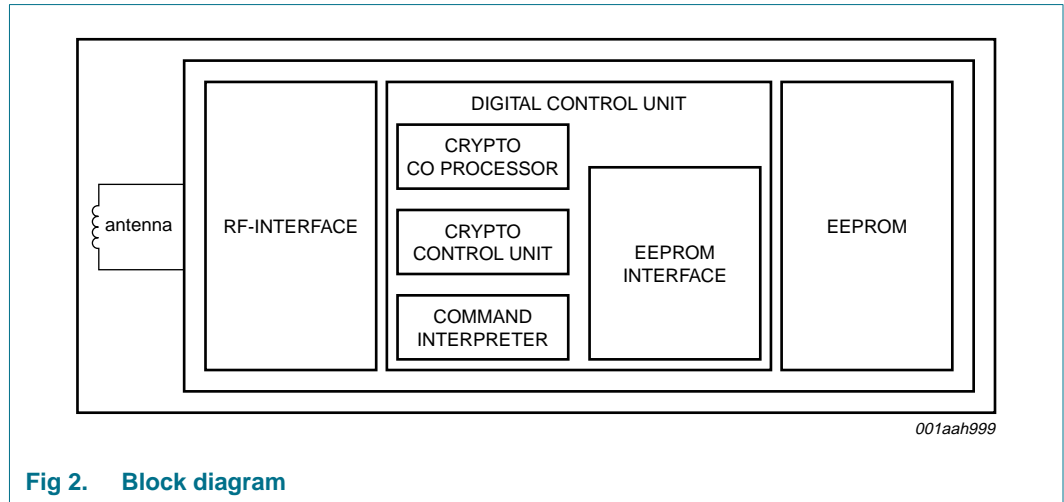 antenna
RF-INTERFACE
DIGITAL CONTROL UNIT
CRYPTO
CO PROCESSOR
CRYPTO
CONTROL UNIT
COMMAND
INTERPRETER
EEPROM
INTERFACE
EEPROM
001aah999
Fig 2. Block diagram